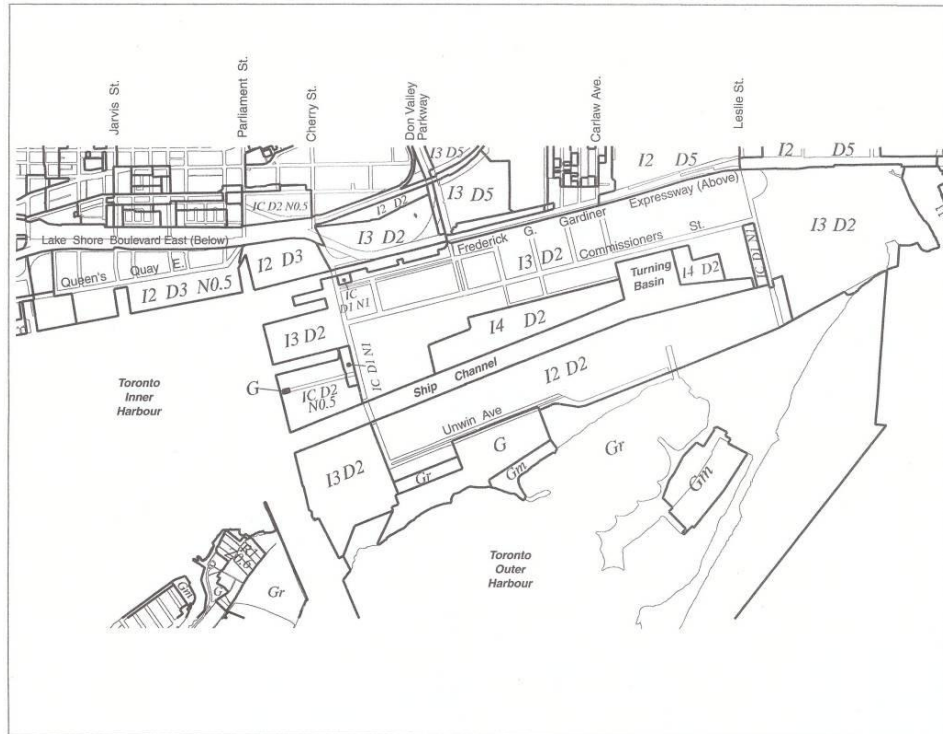 Jarvis St.
Parliament St.
Cherry St.
Don Valley
Parkway
Carlaw Ave.
Leslie St.
I3 D5
I2 D5
I2 D5
IC D2 N0.5
I2 D2
I3 D5
I3 D2
Lake Shore Boulevard East (Below)
Frederick G. Gardiner Expressway (Above)
I3 D2
Queen's Quay E.
I2 D3
I3 D2
Commissioners St.
IC D1 N1
I2 D3 N0.5
IC
D1 N1
Turning
Basin
I4 D2
I3 D2
I4 D2
IC D1 N1
Toronto
Inner
Harbour
G
IC D2
N0.5
Ship Channel
I2 D2
Unwin Ave
I3 D2
Gr
G
Gm
Gr
Gm
Toronto
Outer
Harbour
Gm
G
Gr